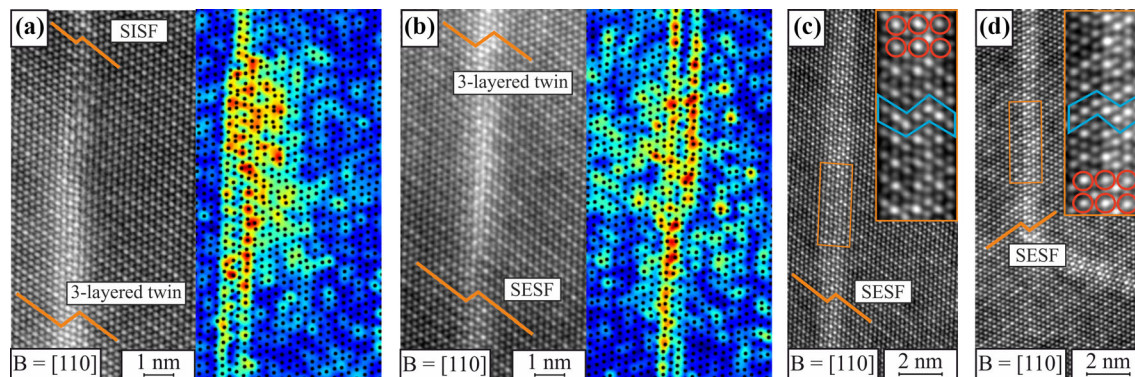 (a)
SISF
3-layered twin
B = [110]
1 nm
(b)
3-layered twin
SESF
B = [110]
1 nm
(c)
SESF
B = [110]
2 nm
(d)
SESF
B = [110]
2 nm